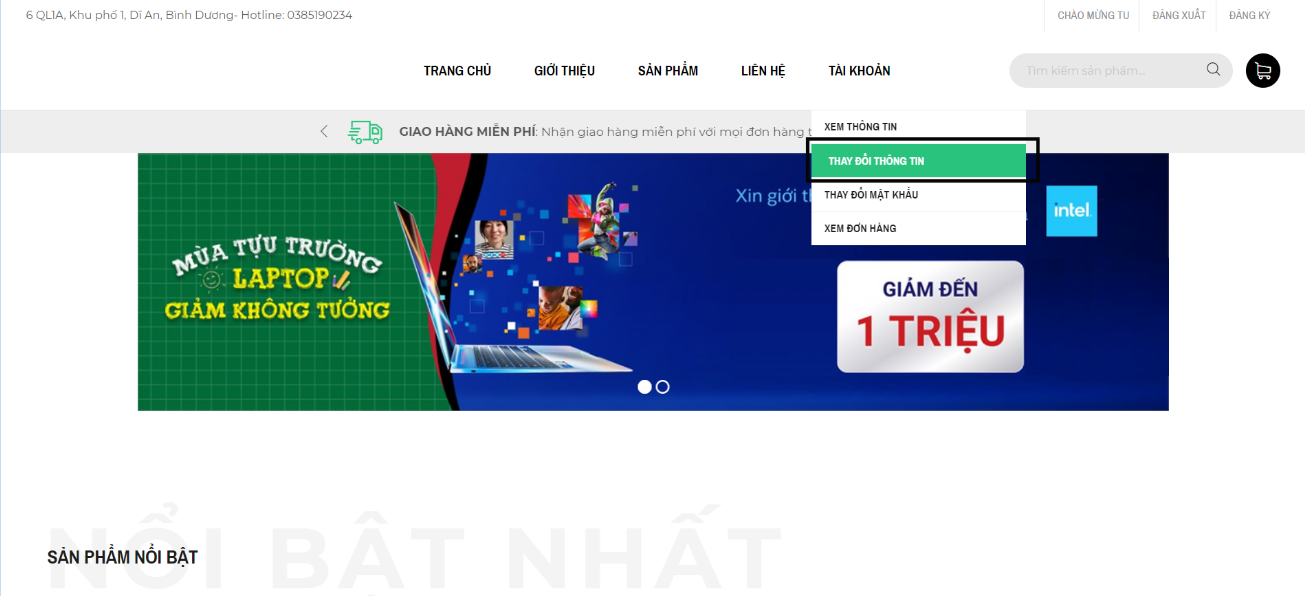 6 QL1A, Khu phố 1, Dĩ An, Bình Dương- Hotline: 0385190234
CHÀO MỪNG TU
ĐĂNG XUẤT
ĐĂNG KÝ
TRANG CHỦ
GIỚI THIỆU
SẢN PHẨM
LIÊN HỆ
TÀI KHOẢN
Tìm kiếm sản phẩm...
GIAO HÀNG MIỄN PHÍ: Nhận giao hàng miễn phí với mọi đơn hàng
XEM THÔNG TIN
THAY ĐỔI THÔNG TIN
THAY ĐỔI MẬT KHẨU
XEM ĐƠN HÀNG
MÙA TỰU TRƯỜNG
LAPTOP
GIẢM KHÔNG TƯỞNG
Xin giới
intel
GIẢM ĐẾN
1 TRIỆU
NỔI BẬT NHẤT
SẢN PHẨM NỔI BẬT